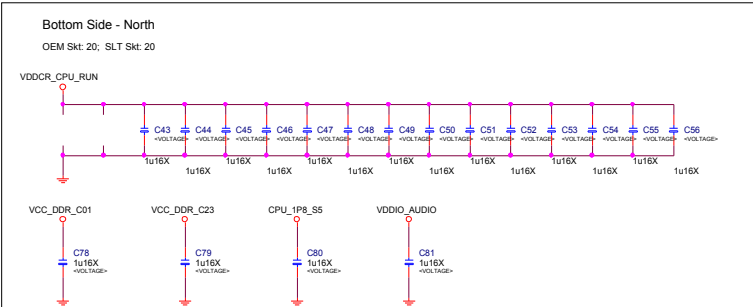 Bottom Side - North
OEM Skt: 20; SLT Skt: 20
VDDCR_CPU_RUN
C43 C44 C45 C46 C47 C48 C49 C50 C51 C52 C53 C54 C55 C56
<VOLTAGE> <VOLTAGE> <VOLTAGE> <VOLTAGE> <VOLTAGE> <VOLTAGE> <VOLTAGE> <VOLTAGE> <VOLTAGE> <VOLTAGE> <VOLTAGE> <VOLTAGE> <VOLTAGE> <VOLTAGE>
1u16X 1u16X 1u16X 1u16X 1u16X 1u16X 1u16X
1u16X 1u16X 1u16X 1u16X 1u16X 1u16X 1u16X
VCC_DDR_C01 VCC_DDR_C23 CPU_1P8_S5 VDDIO_AUDIO
C78 C79 C80 C81
1u16X 1u16X 1u16X 1u16X
<VOLTAGE> <VOLTAGE> <VOLTAGE> <VOLTAGE>